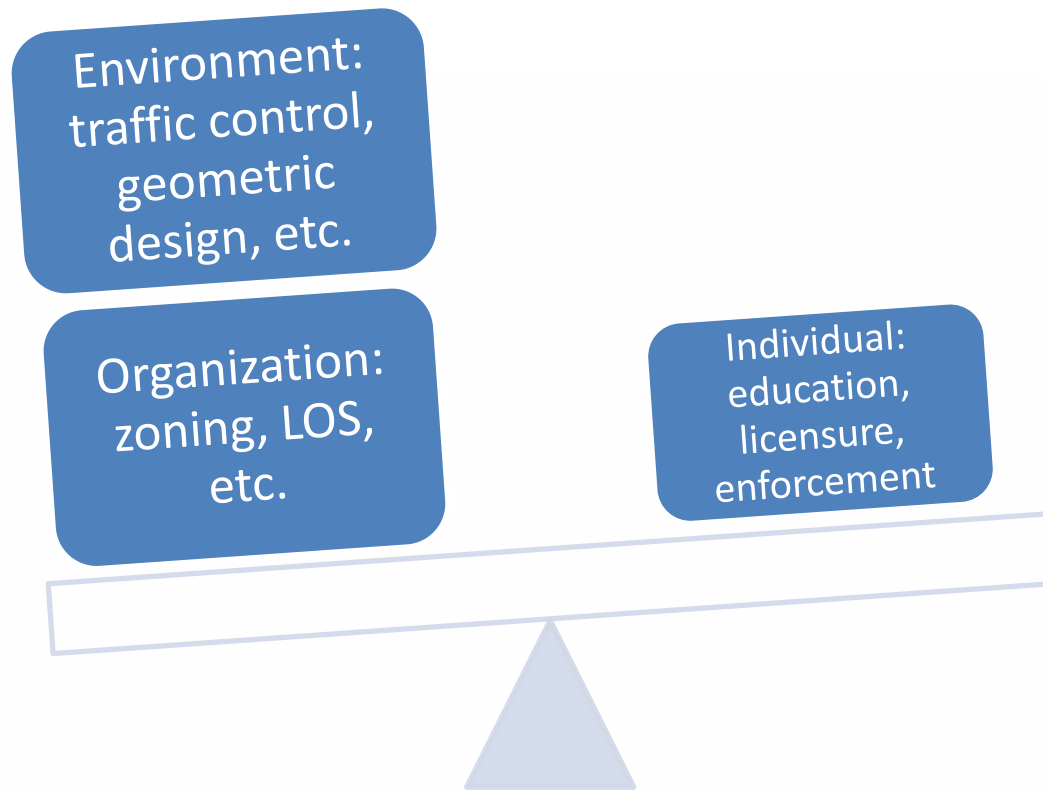 Environment:
traffic control,
geometric
design, etc.
Organization:
zoning, LOS,
etc.
Individual:
education,
licensure,
enforcement